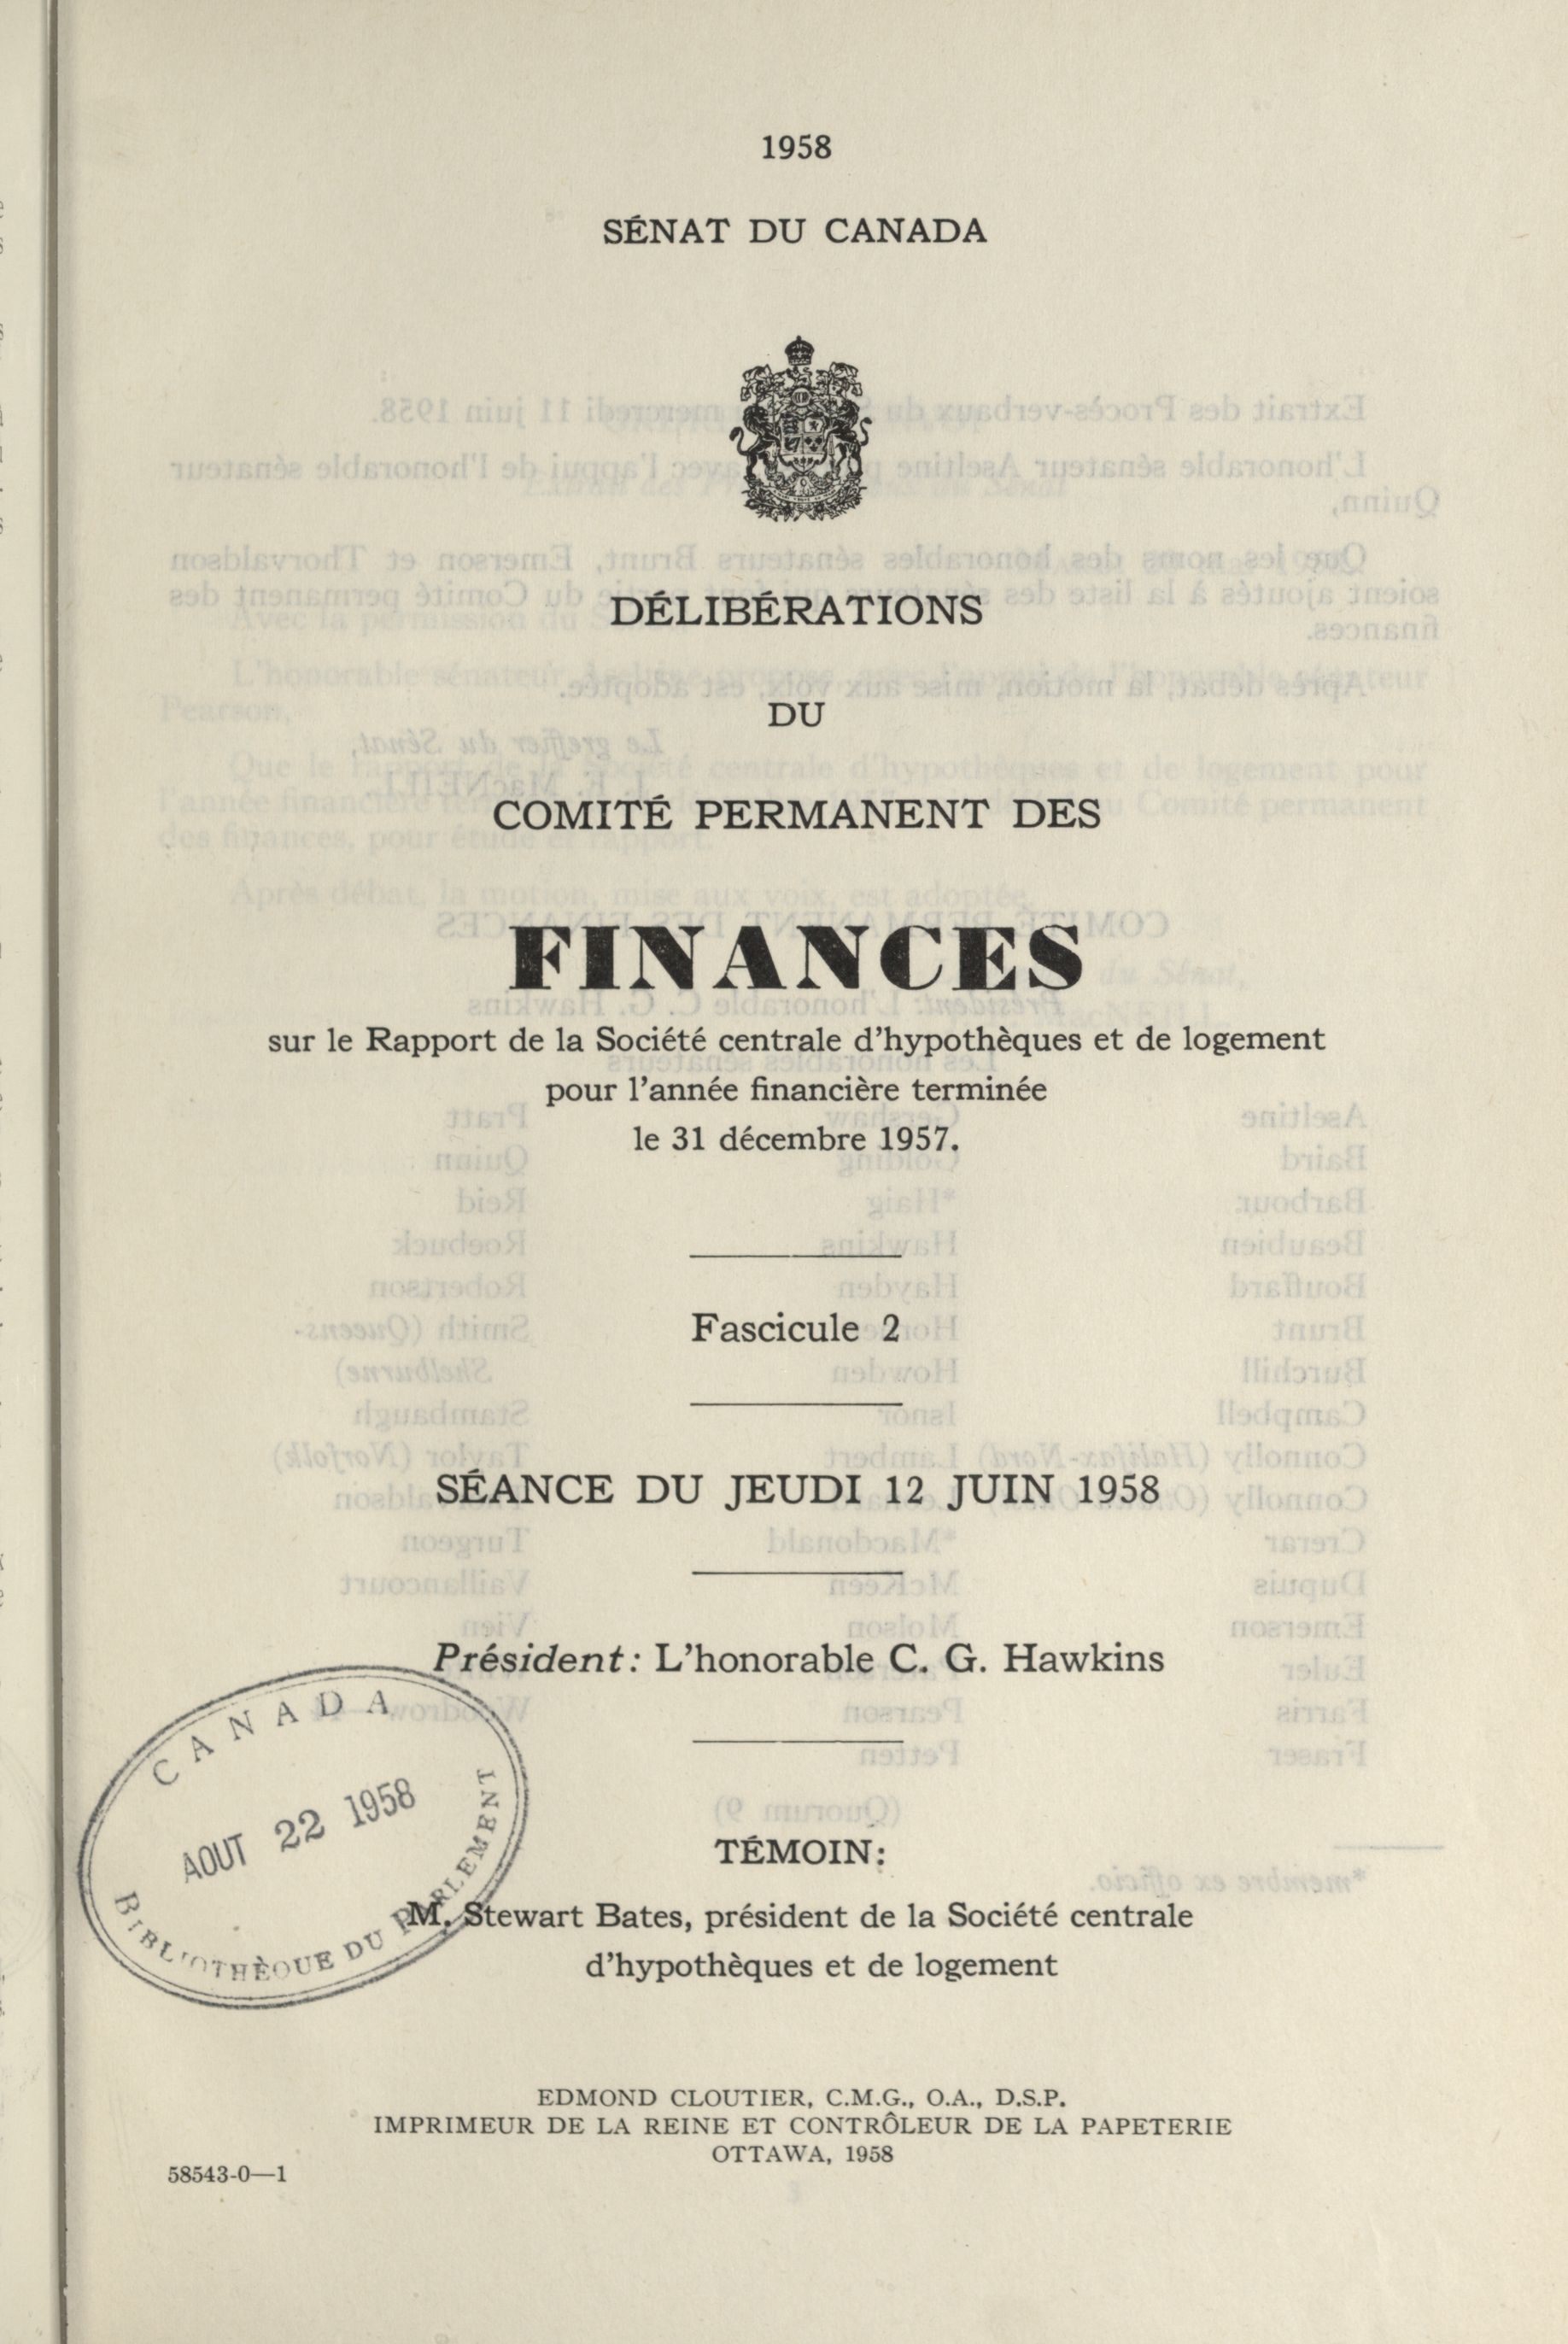 1958
SÉNAT DU CANADA
DÉLIBÉRATIONS
DU
COMITÉ PERMANENT DES
FINANCES
sur le Rapport de la Société centrale d'hypothèques et de logement
pour l'année financière terminée
le 31 décembre 1957.
Fascicule 2
SÉANCE DU JEUDI 12 JUIN 1958
Président: L'honorable C. G. Hawkins
CANADA
AOUT 22 1958
BIBLIOTHÈQUE DU PARLEMENT
TÉMOIN:
M. Stewart Bates, président de la Société centrale
d'hypothèques et de logement
EDMOND CLOUTIER, C.M.G., O.A., D.S.P.
IMPRIMEUR DE LA REINE ET CONTRÔLEUR DE LA PAPETERIE
OTTAWA, 1958
58543-0—1